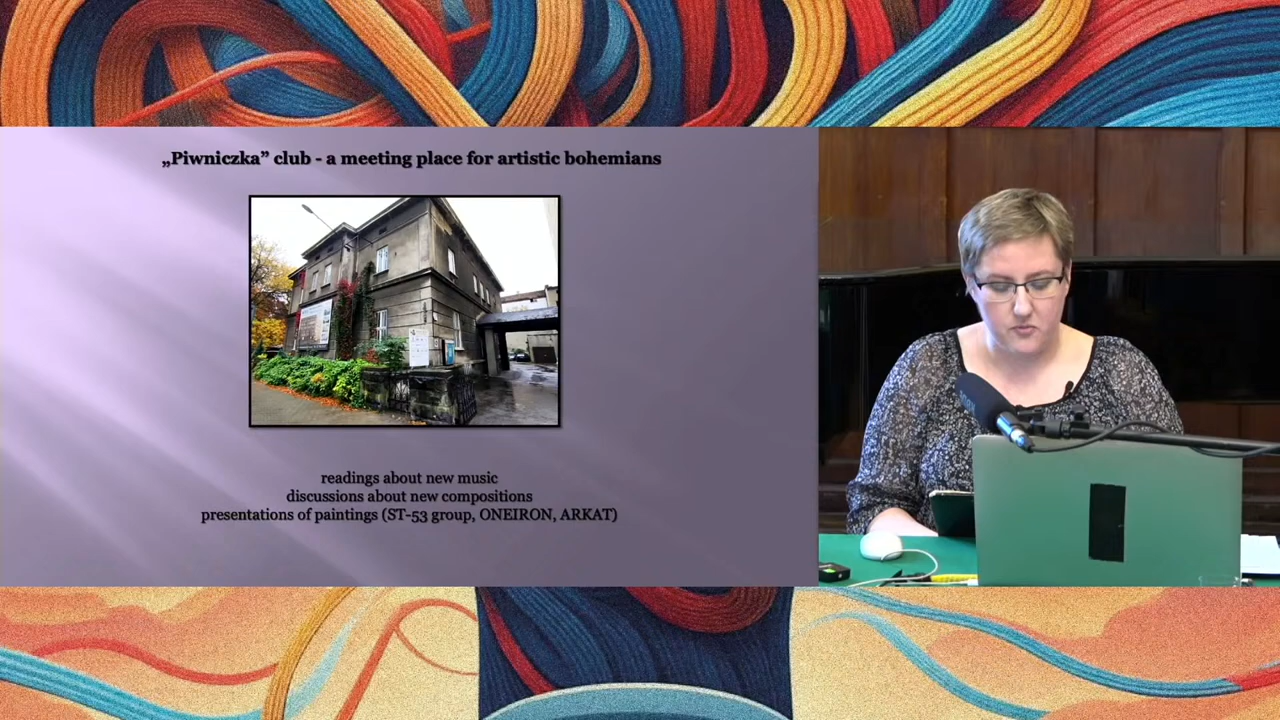 „Piwniczka” club - a meeting place for artistic bohemians
readings about new music
discussions about new compositions
presentations of paintings (ST-53 group, ONEIRON, ARKAT)